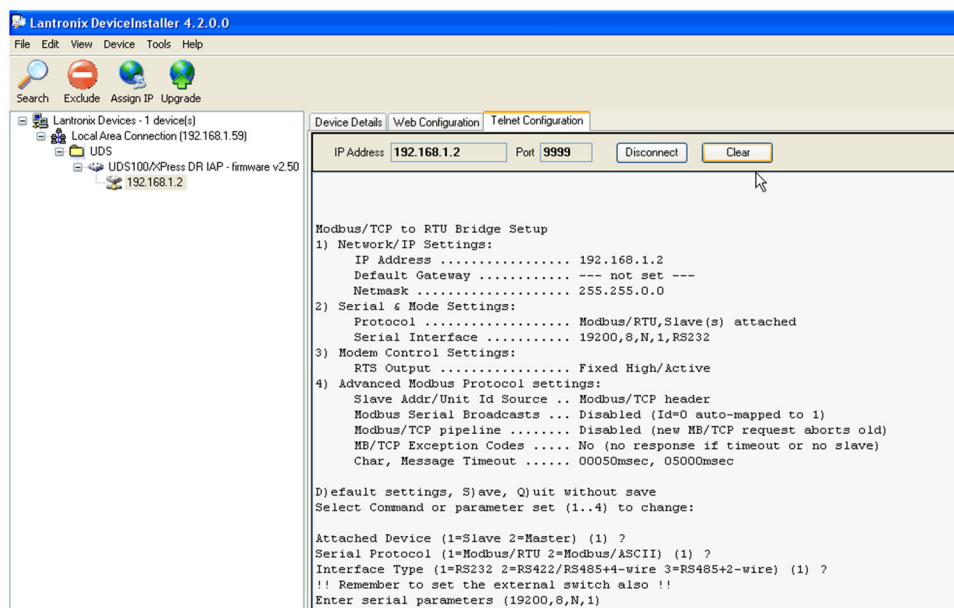 Lantronix DeviceInstaller 4.2.0.0
File Edit View Device Tools Help
Search Exclude Assign IP Upgrade
Lantronix Devices - 1 device(s)
Local Area Connection (192.168.1.59)
UDS
UDS100/XPress DR IAP - firmware v2.50
192.168.1.2
Device Details Web Configuration Telnet Configuration
IP Address 192.168.1.2 Port 9999 Disconnect Clear
Modbus/TCP to RTU Bridge Setup
1) Network/IP Settings:
IP Address ................. 192.168.1.2
Default Gateway ............ --- not set ---
Netmask .................... 255.255.0.0
2) Serial & Mode Settings:
Protocol ................... Modbus/RTU,Slave(s) attached
Serial Interface ........... 19200,8,N,1,RS232
3) Modem Control Settings:
RTS Output ................. Fixed High/Active
4) Advanced Modbus Protocol settings:
Slave Addr/Unit Id Source .. Modbus/TCP header
Modbus Serial Broadcasts ... Disabled (Id=0 auto-mapped to 1)
Modbus/TCP pipeline ........ Disabled (new MB/TCP request aborts old)
MB/TCP Exception Codes ..... No (no response if timeout or no slave)
Char, Message Timeout ...... 00050msec, 05000msec
D)efault settings, S)ave, Q)uit without save
Select Command or parameter set (1..4) to change:
Attached Device (1=Slave 2=Master) (1) ?
Serial Protocol (1=Modbus/RTU 2=Modbus/ASCII) (1) ?
Interface Type (1=RS232 2=RS422/RS485+4-wire 3=RS485+2-wire) (1) ?
!! Remember to set the external switch also !!
Enter serial parameters (19200,8,N,1)